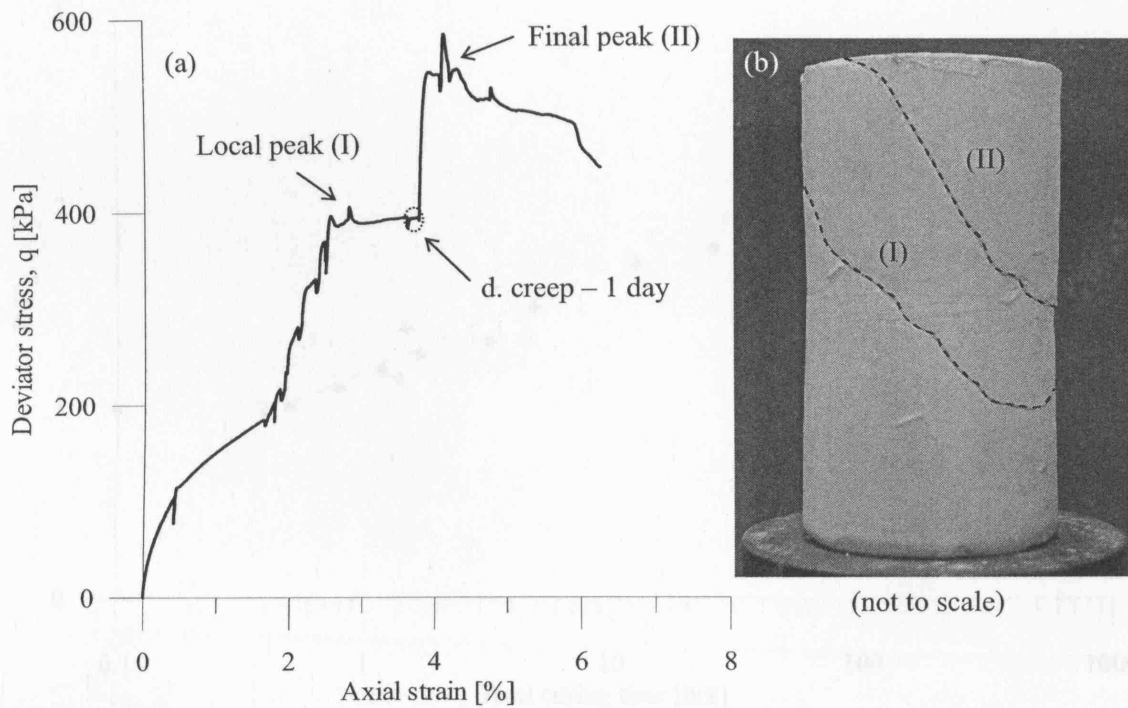 600
(a)
Final peak (II)
(b)
Local peak (I)
(II)
400
(I)
d. creep – 1 day
Deviator stress, q [kPa]
200
0
(not to scale)
0
2
4
6
8
Axial strain [%]